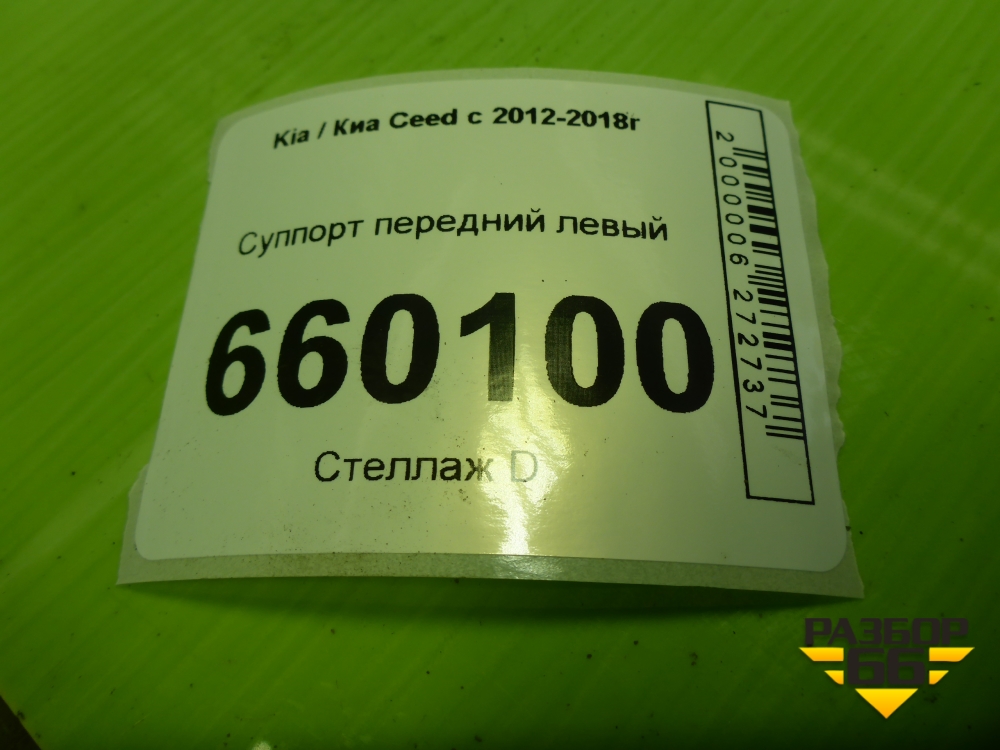 Kia / Киа Ceed с 2012-2018г
Суппорт передний левый
660100
Стеллаж D
2000006272737
РАЗБОР
66